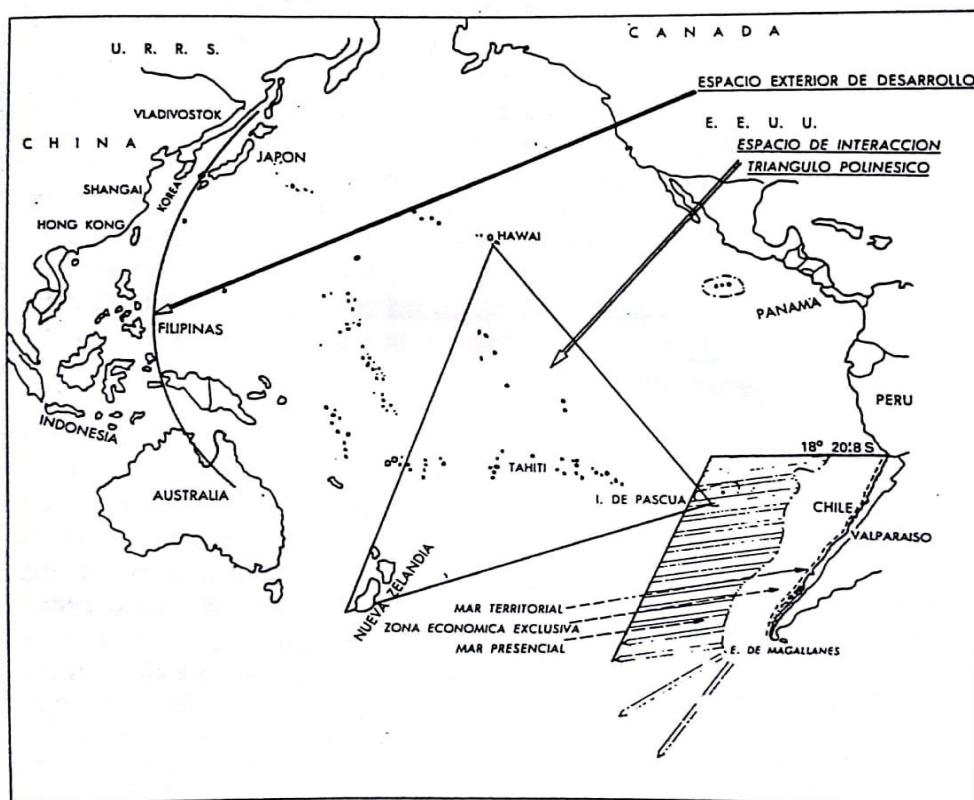 C A N A D A
U. R. R. S.
ESPACIO EXTERIOR DE DESARROLLO
VLADIVOSTOK
E. E. U. U.
C H I N A
ESPACIO DE INTERACCION
JAPON
TRIANGULO POLINESICO
SHANGAI
KOREA
HONG KONG
HAWAI
PANAMA
FILIPINAS
PERU
INDONESIA
18° 20'.8 S
TAHITI
AUSTRALIA
I. DE PASCUA
CHILE
VALPARAISO
NUEVA ZELANDIA
MAR TERRITORIAL
ZONA ECONOMICA EXCLUSIVA
MAR PRESENCIAL
E. DE MAGALLANES